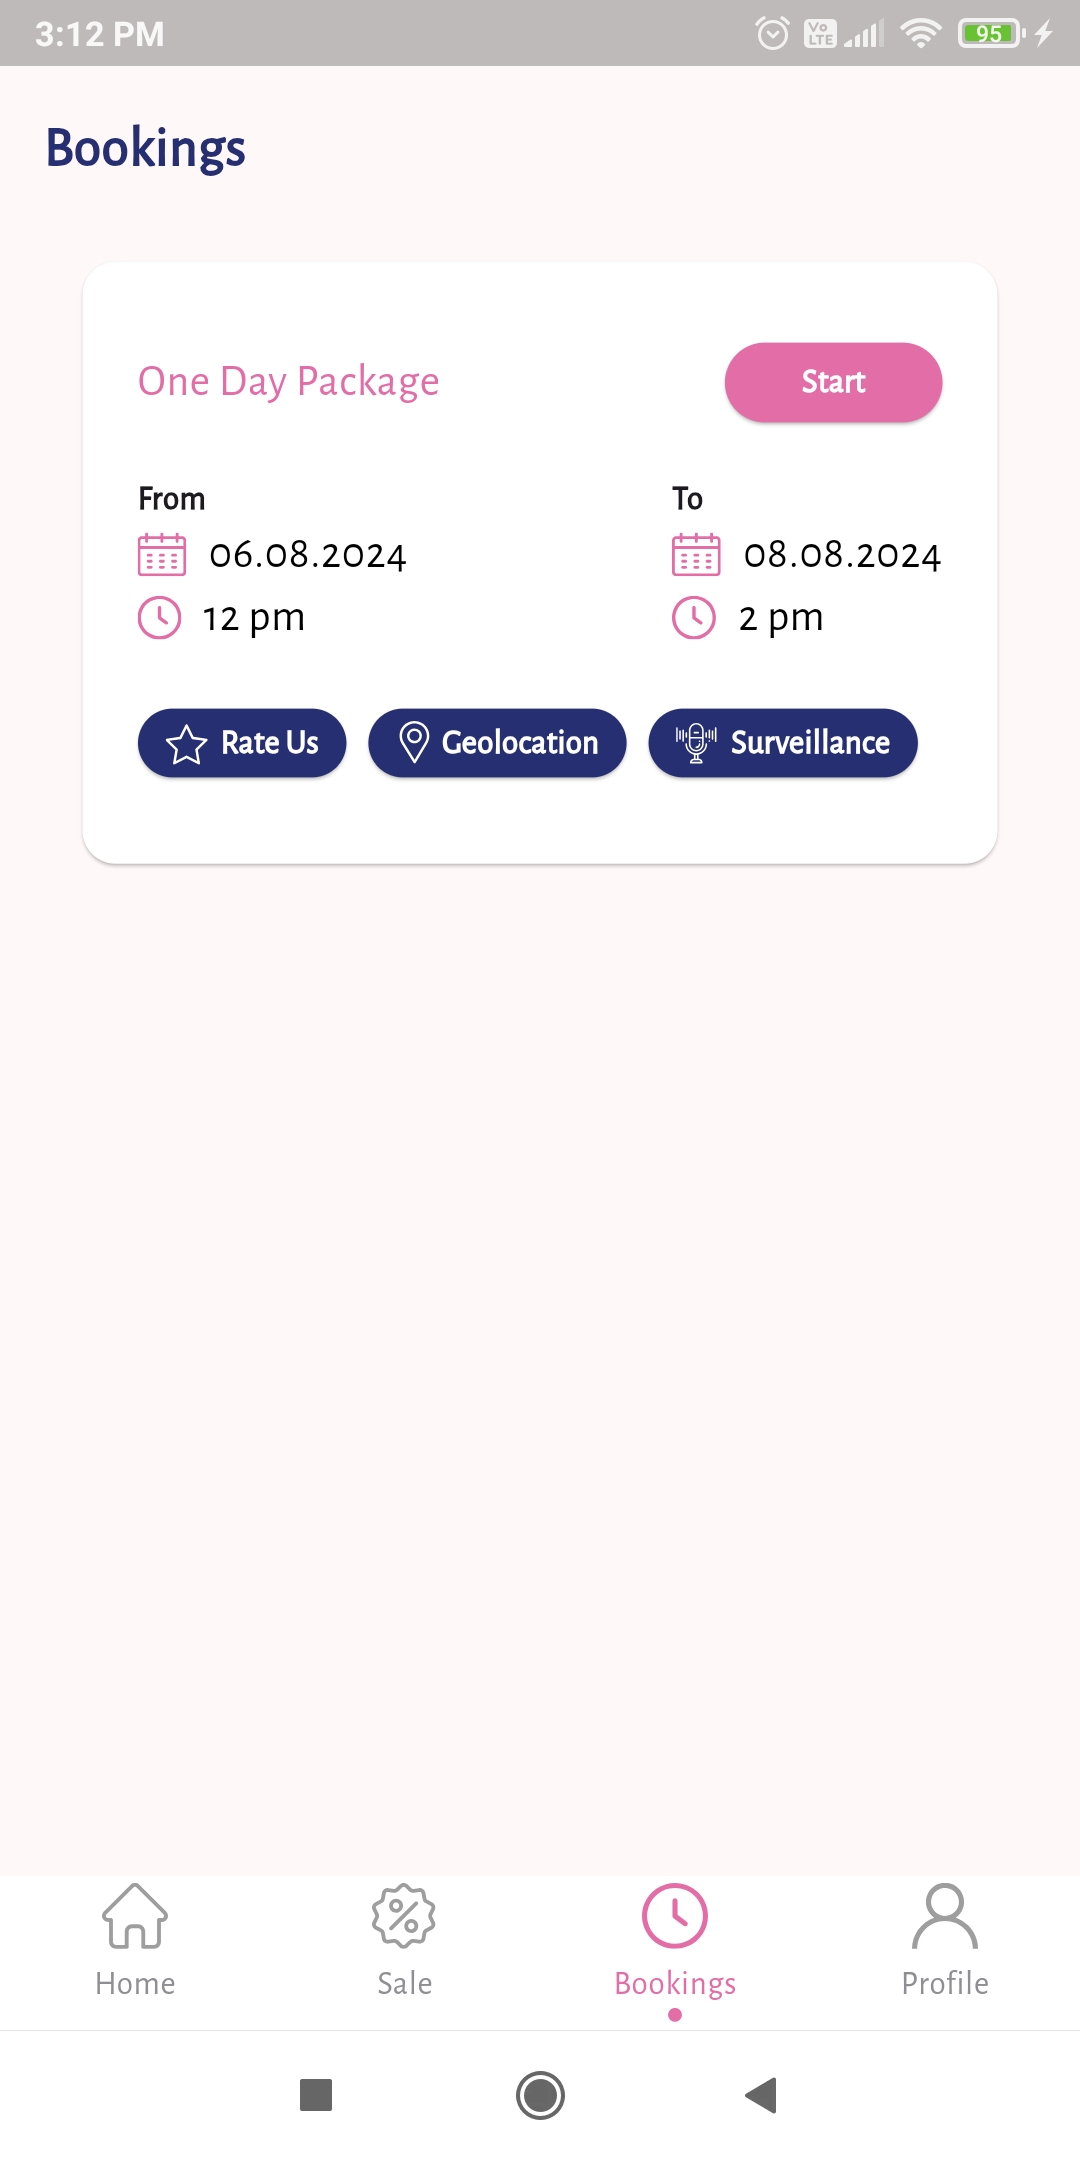 3:12 PM
Vo LTE
95
Bookings
One Day Package
Start
From
To
06.08.2024
08.08.2024
12 pm
2 pm
Rate Us
Geolocation
Surveillance
Home
Sale
Bookings
Profile